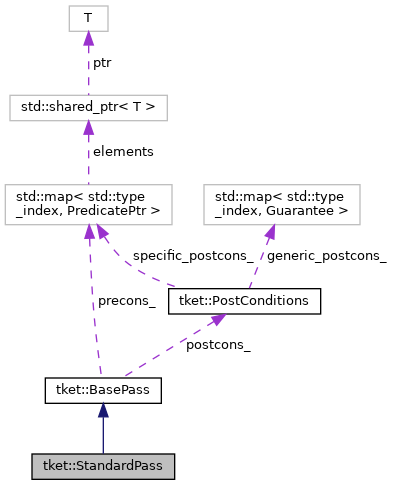 T
ptr
std::shared_ptr< T >
elements
std::map< std::type
_index, PredicatePtr >
std::map< std::type
_index, Guarantee >
specific_postcons_
generic_postcons_
precons_
tket::PostConditions
postcons_
tket::BasePass
tket::StandardPass